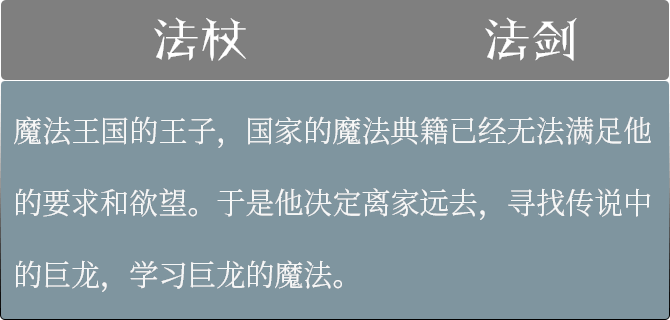 法杖 法剑
魔法王国的王子，国家的魔法典籍已经无法满足他
的要求和欲望。于是他决定离家远去，寻找传说中
的巨龙，学习巨龙的魔法。